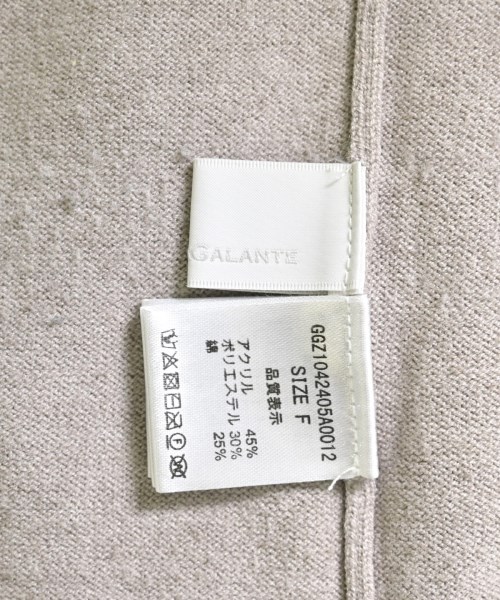 GALANTE
GGZ1042405A0012
SIZE F
品質表示
アクリル 45%
ポリエステル 30%
綿 25%